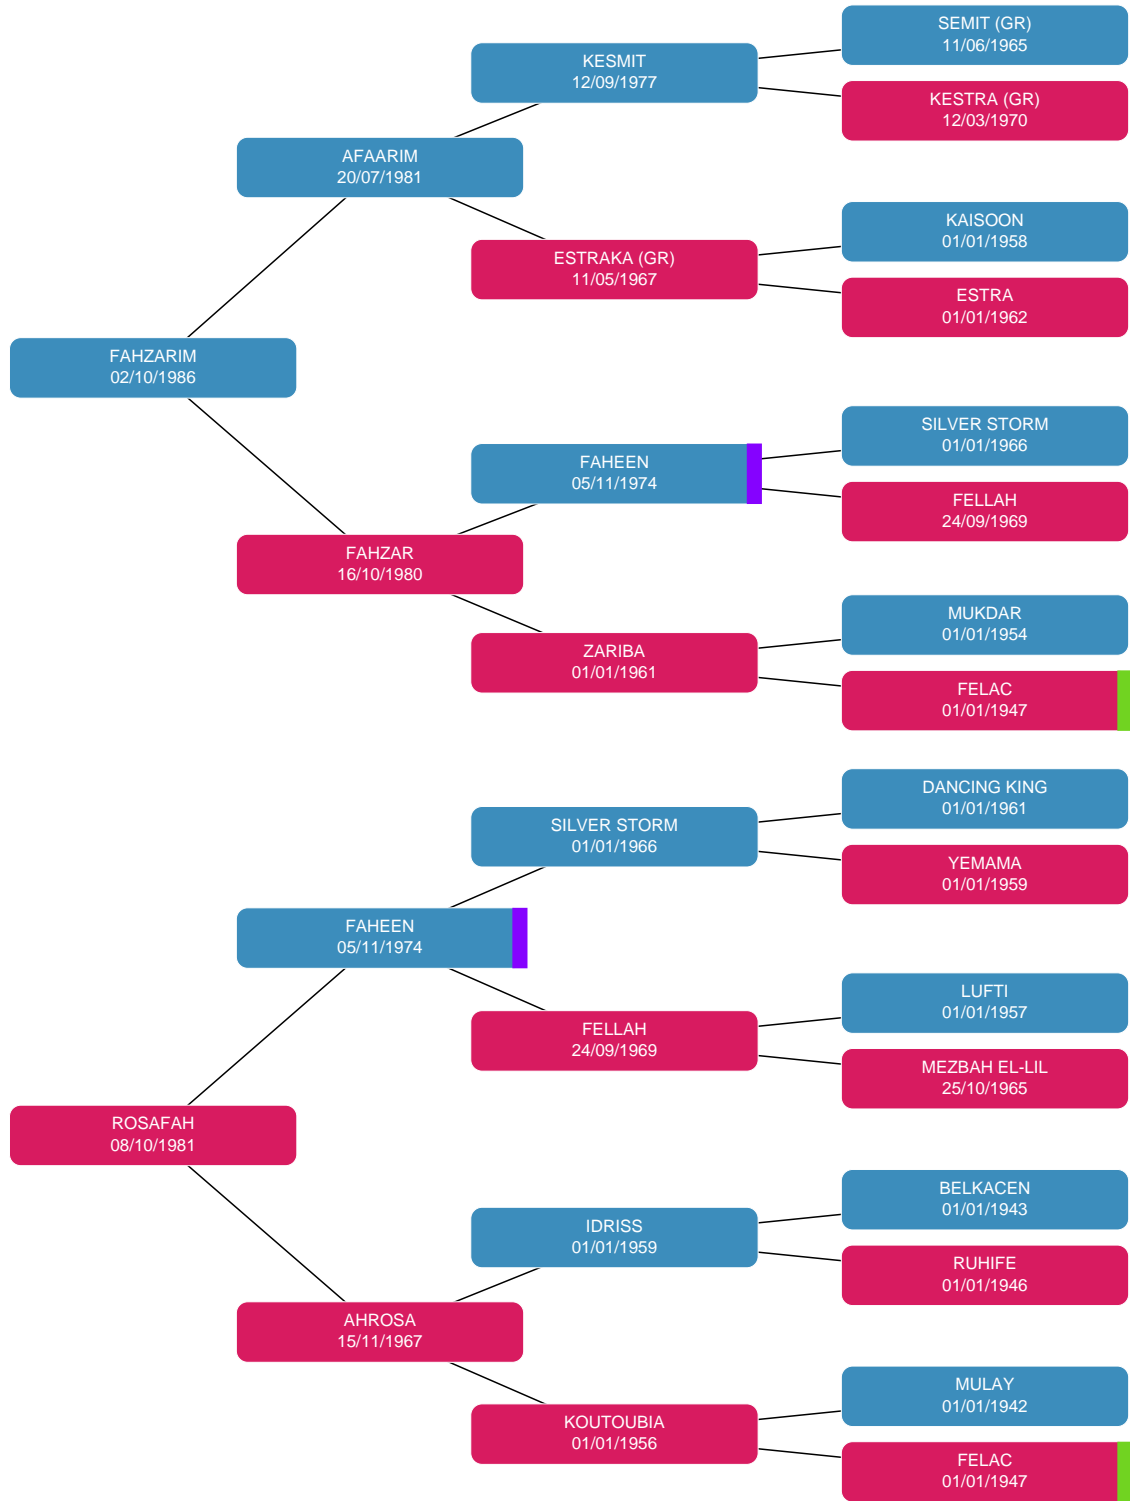 SEMIT (GR)
11/06/1965
KESMIT
12/09/1977
KESTRA (GR)
12/03/1970
AFAARIM
20/07/1981
KAISOON
01/01/1958
ESTRAKA (GR)
11/05/1967
ESTRA
01/01/1962
FAHZARIM
02/10/1986
SILVER STORM
01/01/1966
FAHEEN
05/11/1974
FELLAH
24/09/1969
FAHZAR
16/10/1980
MUKDAR
01/01/1954
ZARIBA
01/01/1961
FELAC
01/01/1947
DANCING KING
01/01/1961
SILVER STORM
01/01/1966
YEMAMA
01/01/1959
FAHEEN
05/11/1974
LUFTI
01/01/1957
FELLAH
24/09/1969
MEZBAH EL-LIL
25/10/1965
ROSAFAH
08/10/1981
BELKACEN
01/01/1943
IDRISS
01/01/1959
RUHIFE
01/01/1946
AHROSA
15/11/1967
MULAY
01/01/1942
KOUTOUBIA
01/01/1956
FELAC
01/01/1947